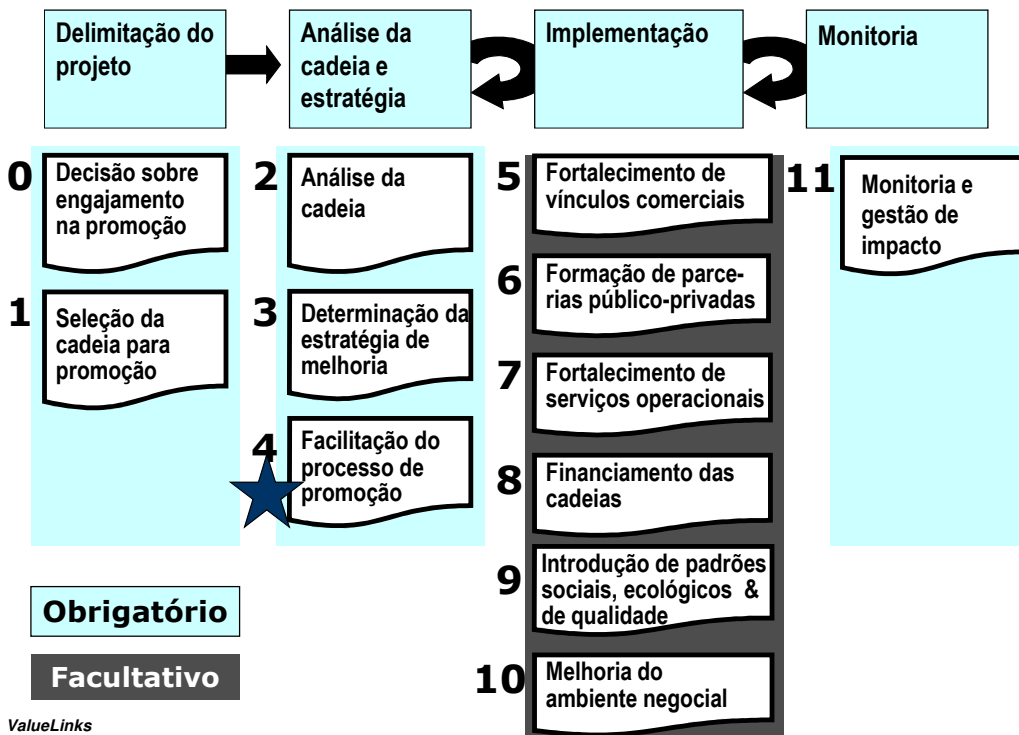 Delimitação do
projeto
Análise da
cadeia e
estratégia
Implementação
Monitoria
0
Decisão sobre
engajamento
na promoção
1
Seleção da
cadeia para
promoção
2
Análise da
cadeia
3
Determinação da
estratégia de
melhoria
4
Facilitação do
processo de
promoção
5
Fortalecimento de
vínculos comerciais
6
Formação de parce-
rias público-privadas
7
Fortalecimento de
serviços operacionais
8
Financiamento das
cadeias
9
Introdução de padrões
sociais, ecológicos &
de qualidade
10
Melhoria do
ambiente negocial
11
Monitoria e
gestão de
impacto
Obrigatório
Facultativo
ValueLinks